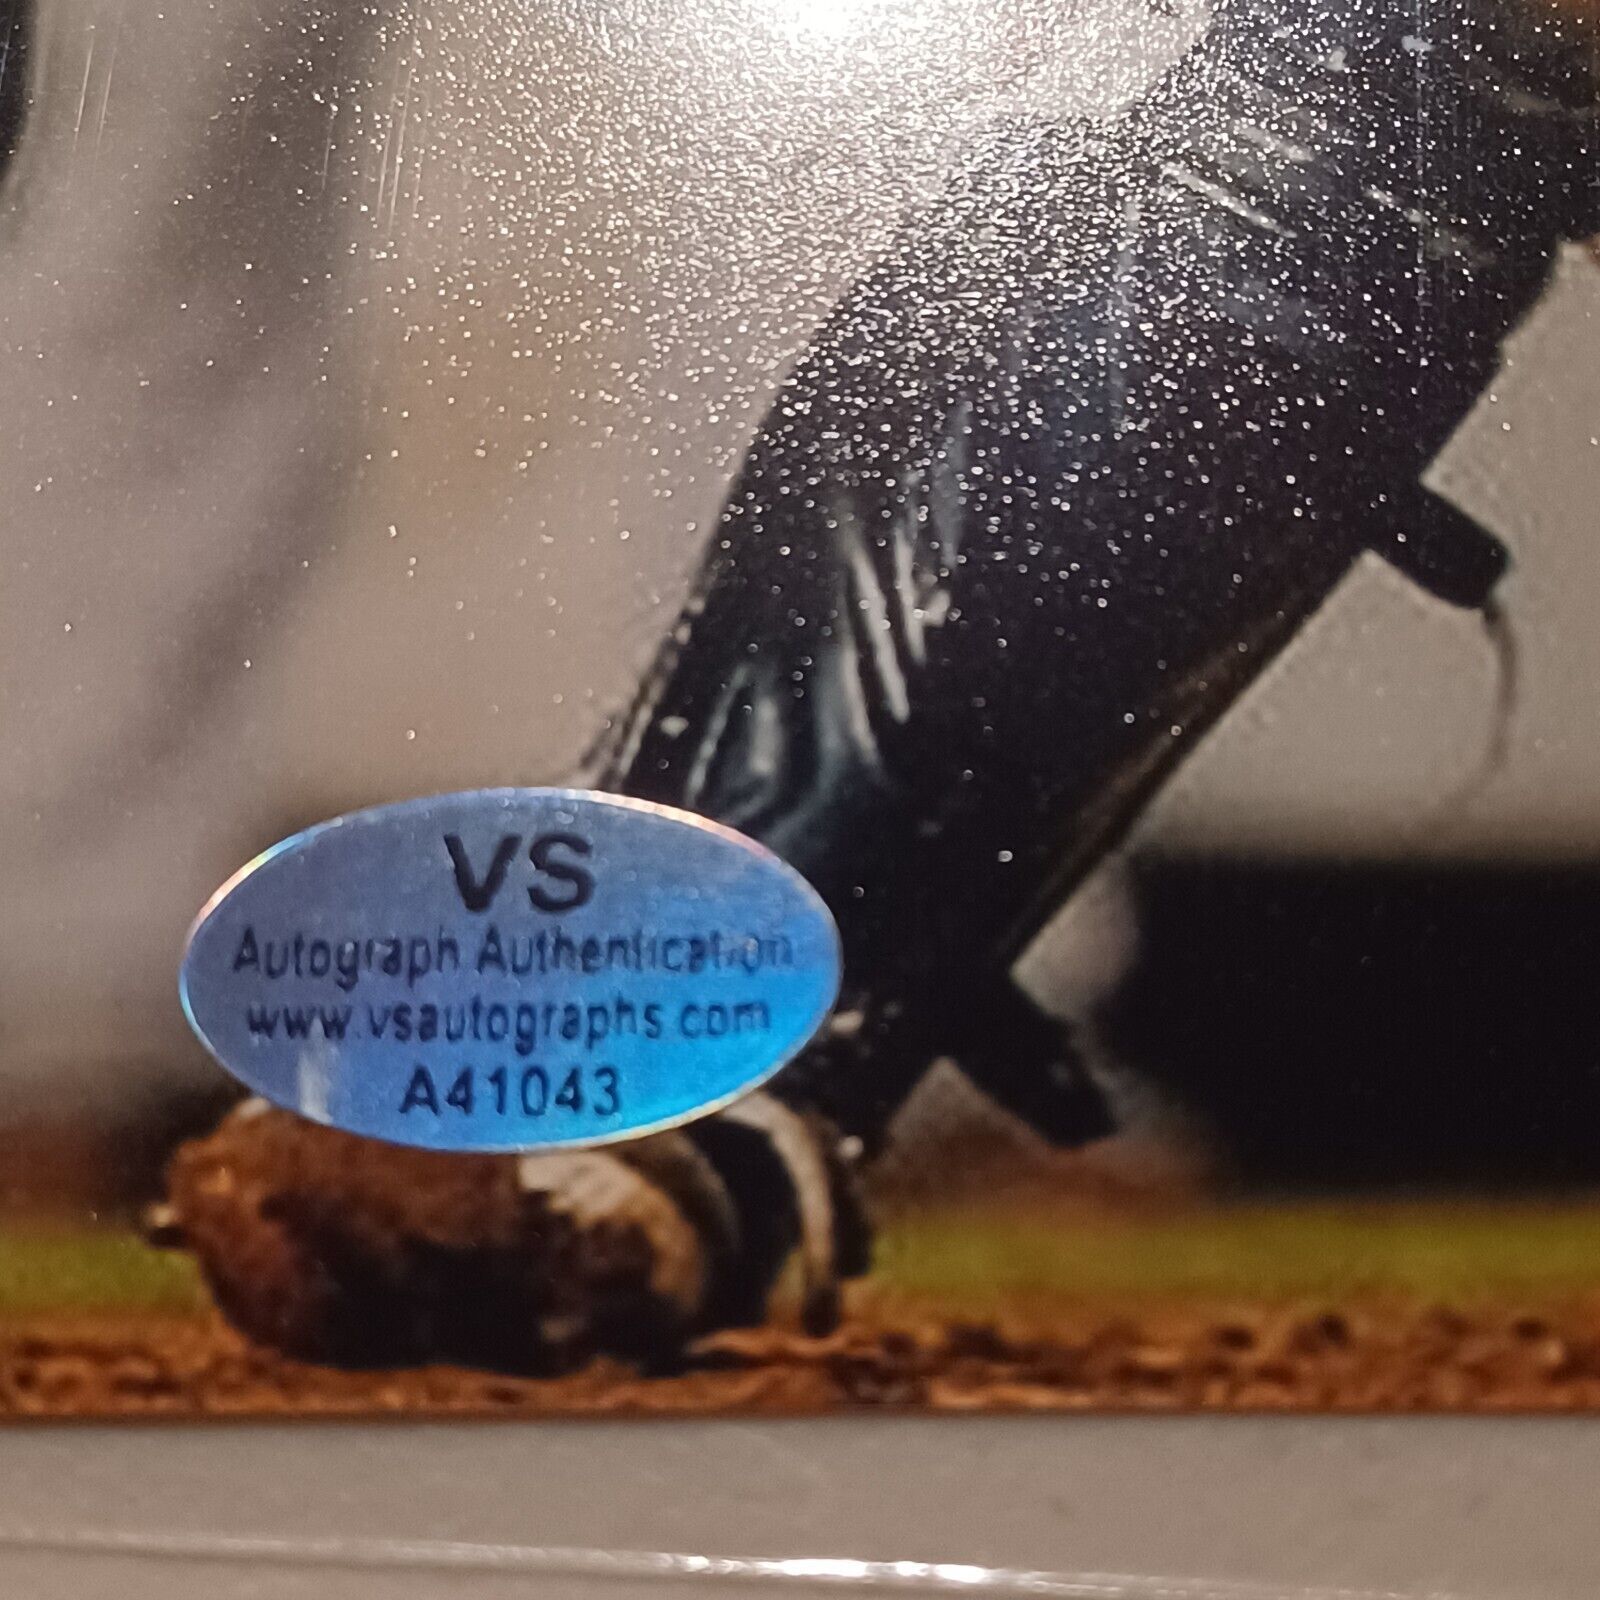 VS
Autograph Authentication
www.vsautographs.com
A41043